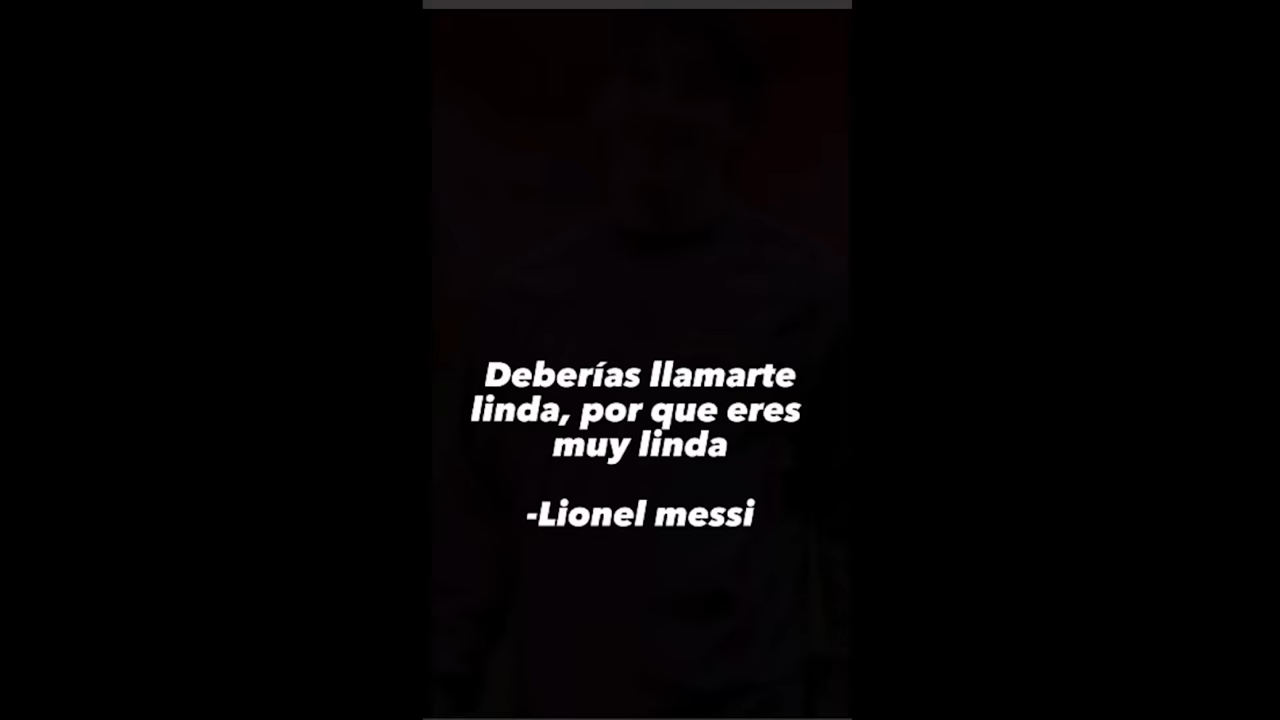 Deberías llamarte
linda, por que eres
muy linda
-Lionel messi